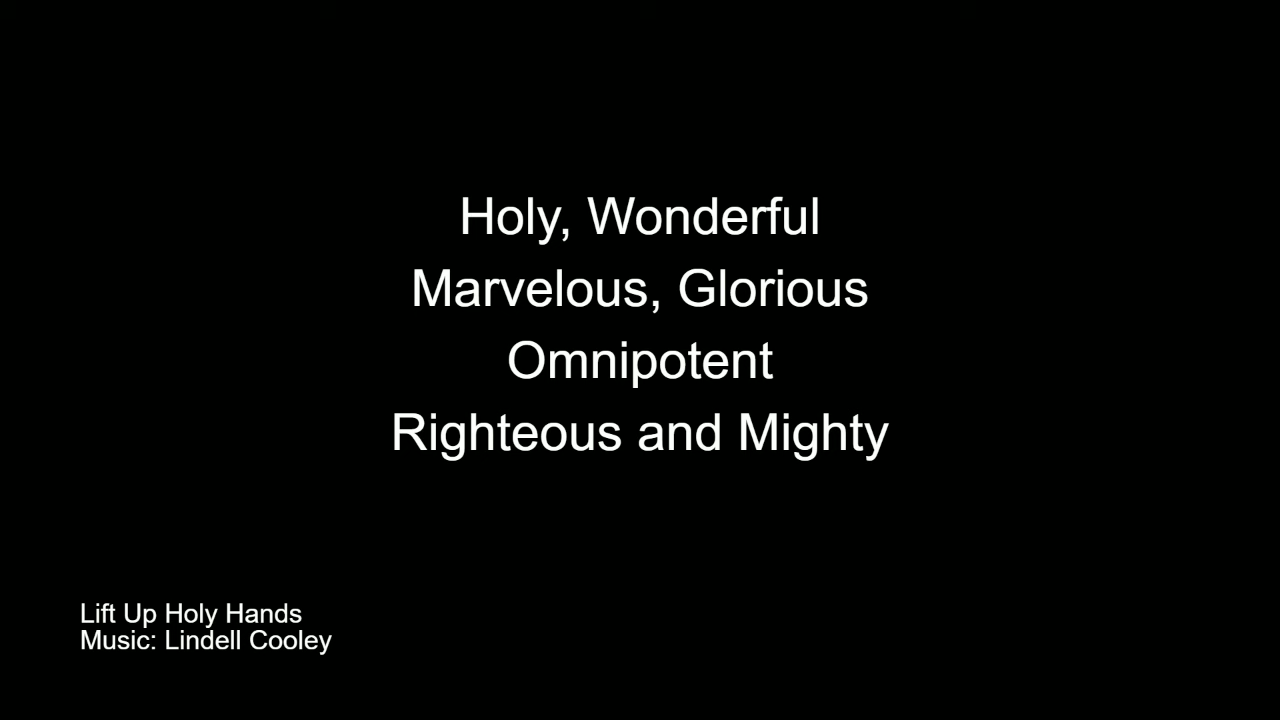 Holy, Wonderful
Marvelous, Glorious
Omnipotent
Righteous and Mighty
Lift Up Holy Hands
Music: Lindell Cooley